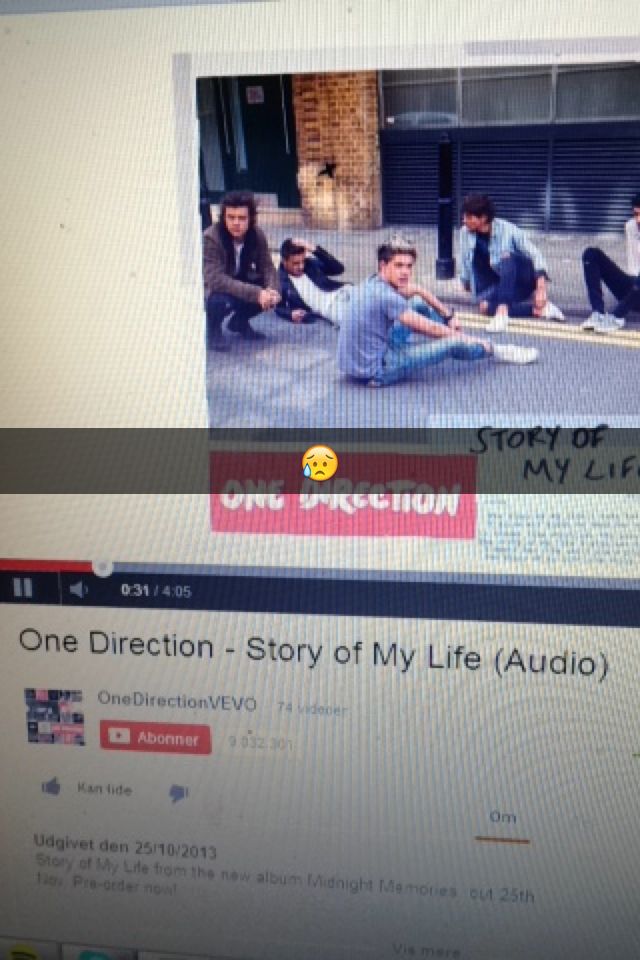 STORY OF
MY LIF
ONE DIRECTION
0:31 / 4:05
One Direction - Story of My Life (Audio)
OneDirectionVEVO 74 videoer
Abonner 9.032.301
Kan lide
Om
Udgivet den 25/10/2013
Story of My Life from the new album Midnight Memories out 25th
Nov. Pre-order now!
Vis mere